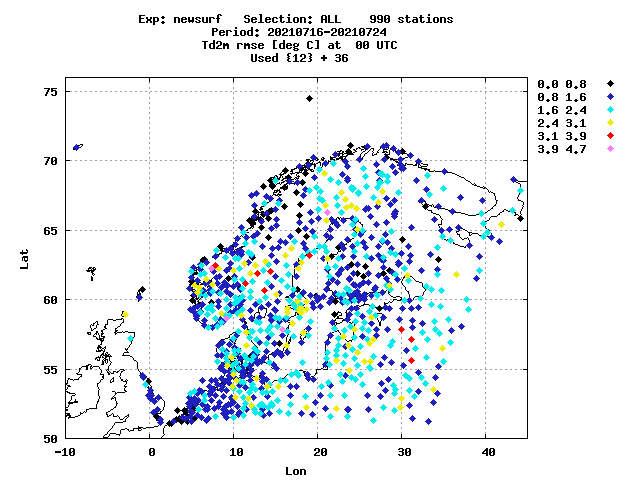 Exp: newsurf   Selection: ALL    990 stations
Period: 20210716-20210724
Td2m rmse [deg C] at  00 UTC
Used {12} + 36
0.0 0.8
0.8 1.6
1.6 2.4
2.4 3.1
3.1 3.9
3.9 4.7
75
70
65
60
55
50
Lat
-10 0 10 20 30 40
Lon